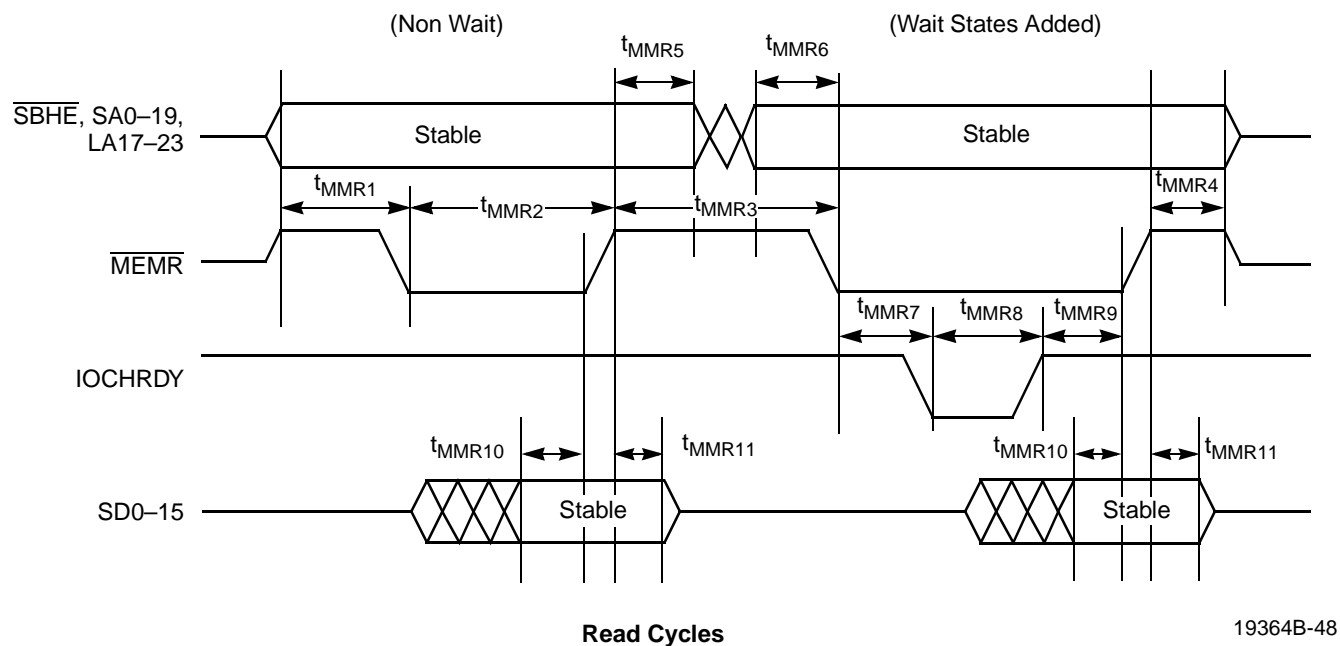 (Non Wait)
(Wait States Added)
tMMR5
tMMR6
SBHE, SA0–19,
LA17–23
Stable
Stable
tMMR1
tMMR2
tMMR3
tMMR4
MEMR
tMMR7
tMMR8
tMMR9
IOCHRDY
tMMR10
tMMR11
tMMR10
tMMR11
SD0–15
Stable
Stable
Read Cycles
19364B-48